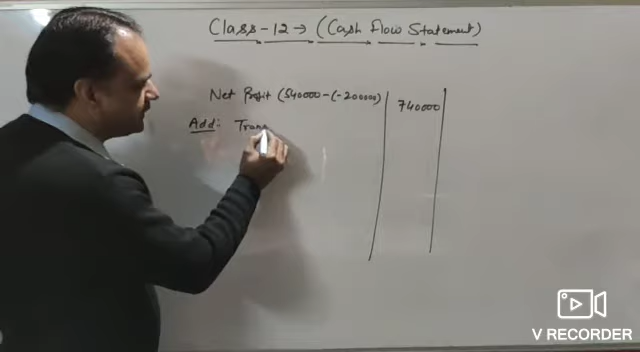 Class-12→ (Cash Flow Statement)
Net Profit (540000-(-200000) 740000
Add: Trans
V RECORDER